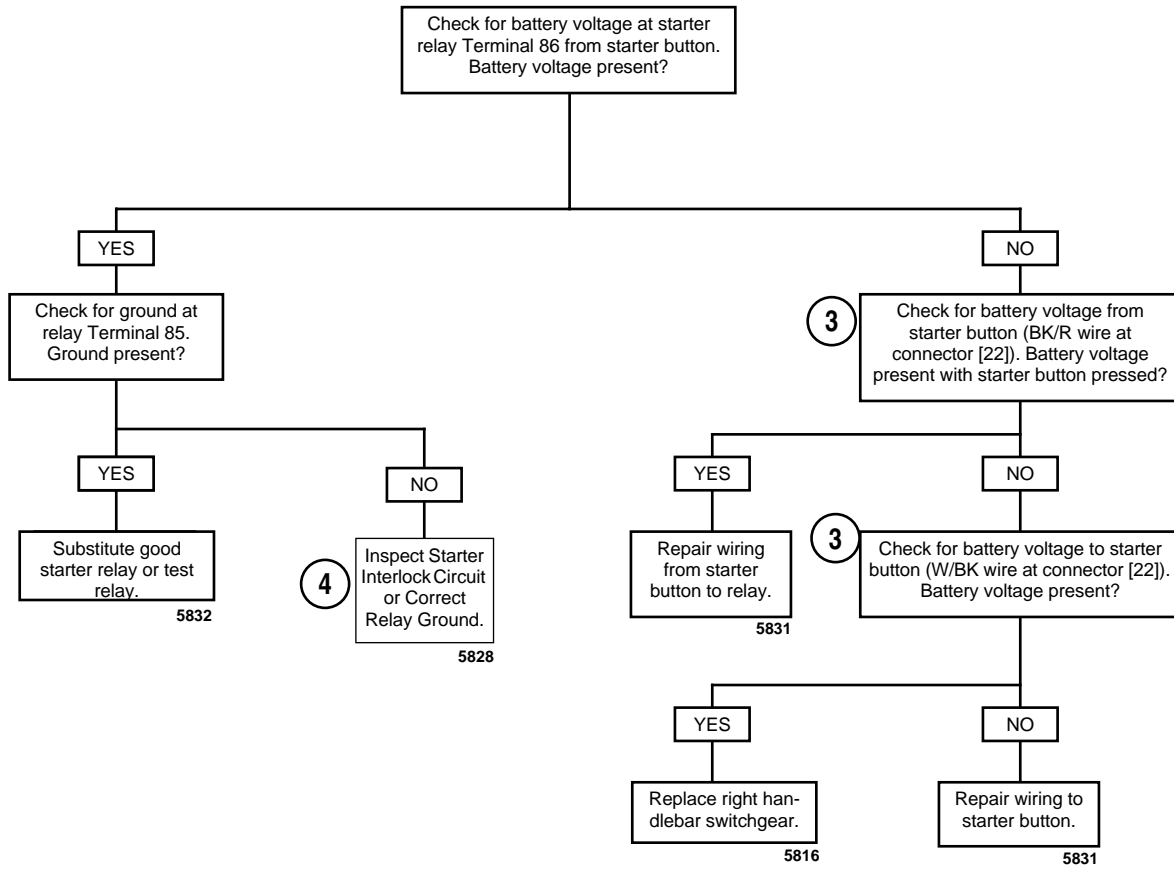 Check for battery voltage at starter
relay Terminal 86 from starter button.
Battery voltage present?
YES
NO
Check for ground at
relay Terminal 85.
Ground present?
3
Check for battery voltage from
starter button (BK/R wire at
connector [22]). Battery voltage
present with starter button pressed?
YES
NO
YES
NO
Substitute good
starter relay or test
relay.
5832
4
Inspect Starter
Interlock Circuit
or Correct
Relay Ground.
5828
Repair wiring
from starter
button to relay.
5831
3
Check for battery voltage to starter
button (W/BK wire at connector [22]).
Battery voltage present?
YES
NO
Replace right han-
dlebar switchgear.
5816
Repair wiring to
starter button.
5831